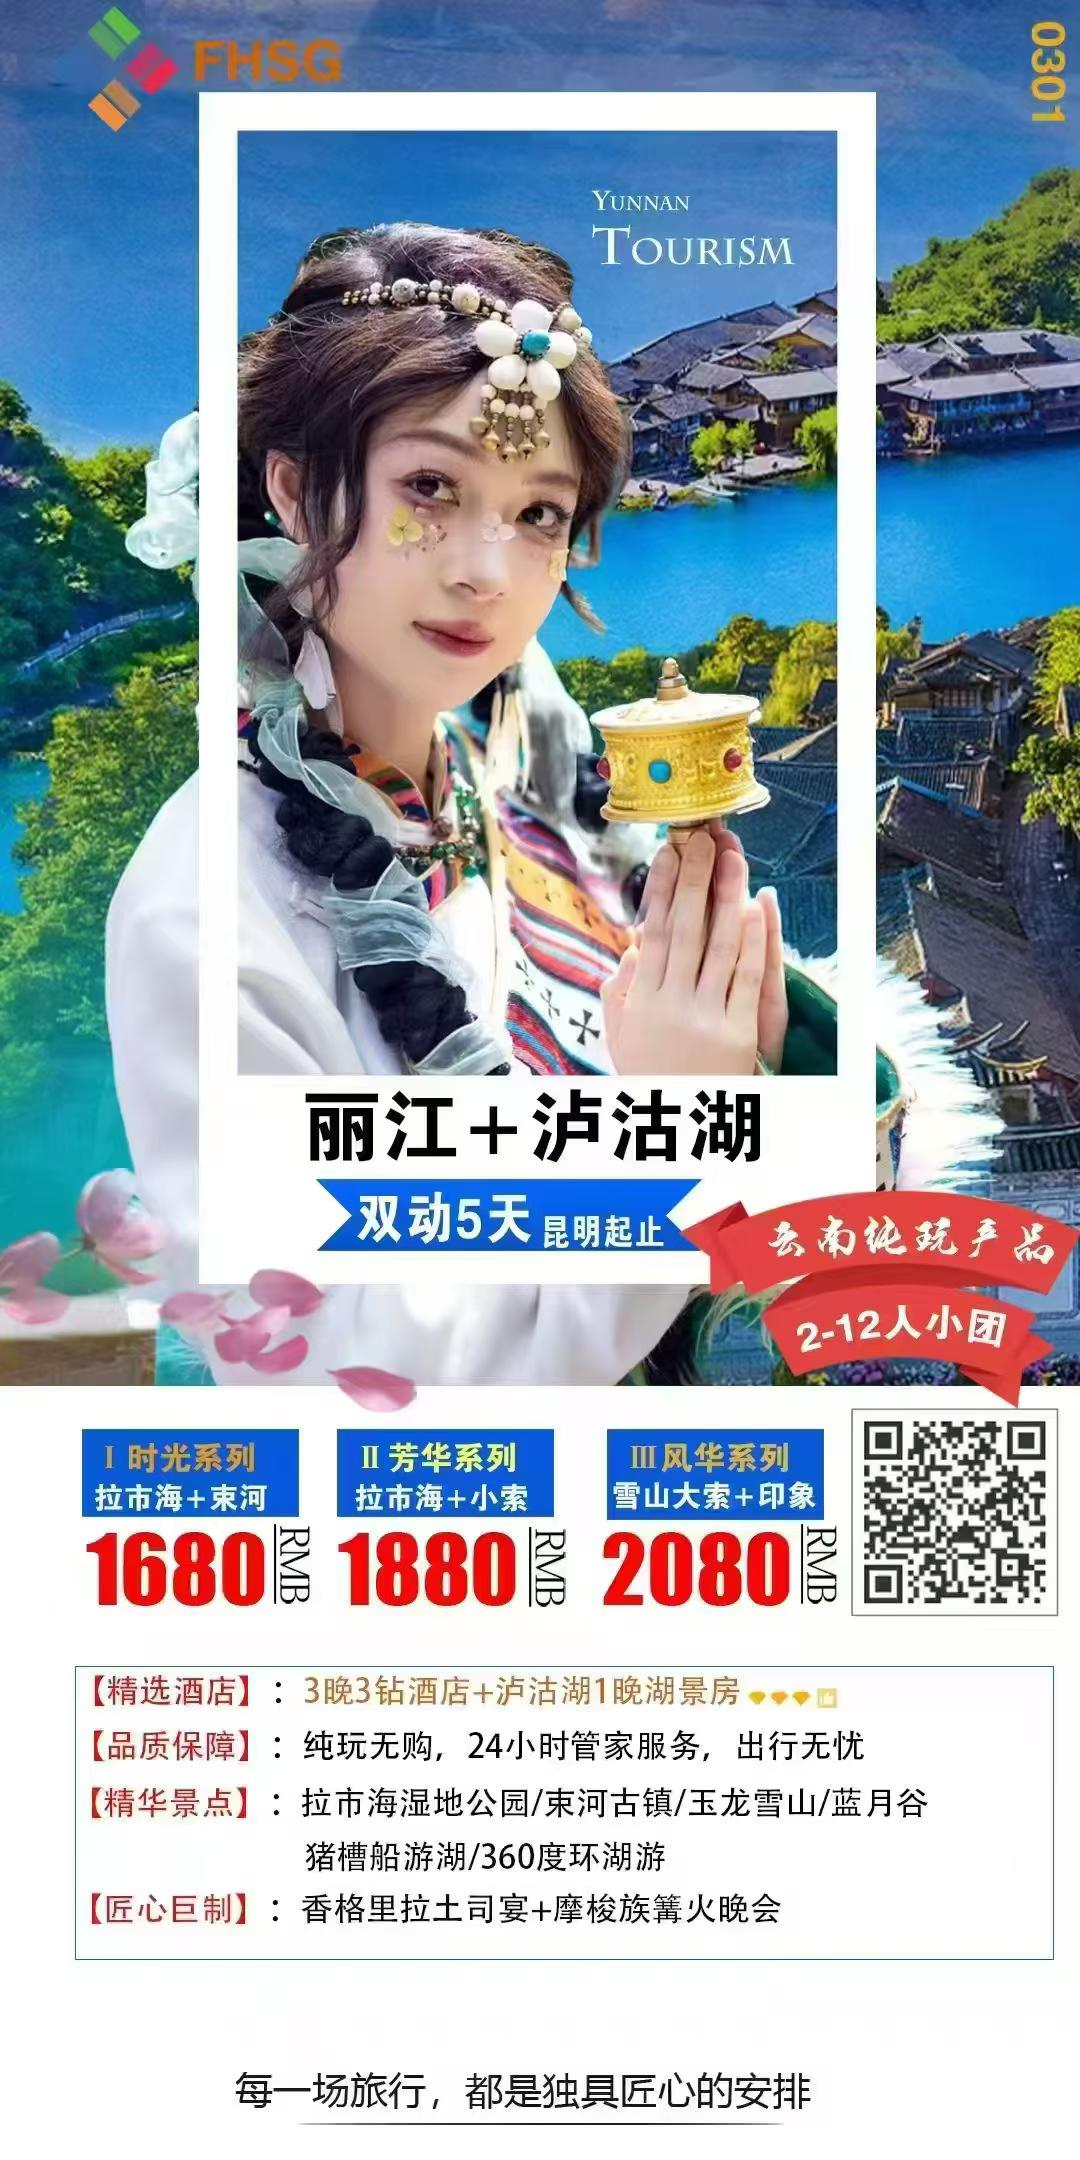 FHSG
0301
YUNNAN
TOURISM
丽江+泸沽湖
双动5天 昆明起止
云南纯玩产品
2-12人小团
I 时光系列
拉市海+束河
1680 RMB
II 芳华系列
拉市海+小索
1880 RMB
III 风华系列
雪山大索+印象
2080 RMB
【精选酒店】：3晚3钻酒店+泸沽湖1晚湖景房
【品质保障】：纯玩无购，24小时管家服务，出行无忧
【精华景点】：拉市海湿地公园/束河古镇/玉龙雪山/蓝月谷
猪槽船游湖/360度环湖游
【匠心巨制】：香格里拉土司宴+摩梭族篝火晚会
每一场旅行，都是独具匠心的安排